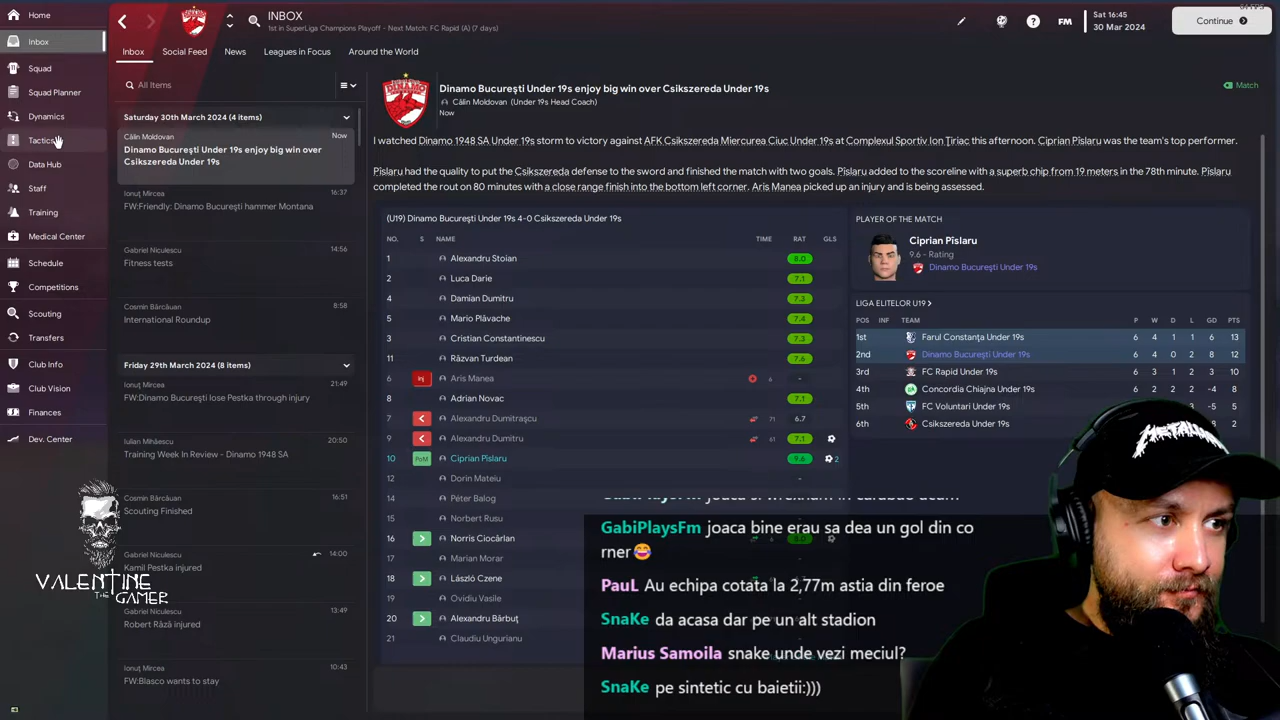 Home
Inbox
Squad
Squad Planner
Dynamics
Tactics
Data Hub
Staff
Training
Medical Center
Schedule
Competitions
Scouting
Transfers
Club Info
Club Vision
Finances
Dev. Center
INBOX
1st in SuperLiga Champions Playoff - Next Match: FC Rapid (A) (7 days)
FM
Sat 16:45
30 Mar 2024
Continue
Inbox
Social Feed
News
Leagues in Focus
Around the World
All Items
Saturday 30th March 2024 (4 items)
Călin Moldovan
Now
Dinamo Bucureşti Under 19s enjoy big win over
Csikszereda Under 19s
Ionuţ Mircea
16:37
FW:Friendly: Dinamo Bucureşti hammer Montana
Gabriel Niculescu
14:56
Fitness tests
Cosmin Bărcăuan
8:58
International Roundup
Friday 29th March 2024 (8 items)
Ionuţ Mircea
21:49
FW:Dinamo Bucureşti lose Pestka through injury
Iulian Mihăescu
20:50
Training Week In Review - Dinamo 1948 SA
Cosmin Bărcăuan
16:51
Scouting Finished
Gabriel Niculescu
14:00
Kamil Pestka injured
Gabriel Niculescu
13:49
Robert Răză injured
Ionuţ Mircea
10:43
FW:Blasco wants to stay
Dinamo Bucureşti Under 19s enjoy big win over Csikszereda Under 19s
Călin Moldovan (Under 19s Head Coach)
Now
Match
I watched Dinamo 1948 SA Under 19s storm to victory against AFK Csikszereda Miercurea Ciuc Under 19s at Complexul Sportiv Ion Ţiriac this afternoon. Ciprian Pîslaru was the team's top performer.
Pîslaru had the quality to put the Csikszereda defense to the sword and finished the match with two goals. Pîslaru added to the scoreline with a superb chip from 19 meters in the 78th minute. Pîslaru
completed the rout on 80 minutes with a close range finish into the bottom left corner. Aris Manea picked up an injury and is being assessed.
(U19) Dinamo Bucureşti Under 19s 4-0 Csikszereda Under 19s
NO. S NAME TIME RAT GLS
1 Alexandru Stoian 8.0
2 Luca Darie 7.1
4 Damian Dumitru 7.3
5 Mario Plăvache 7.4
3 Cristian Constantinescu 7.3
11 Răzvan Turdean 7.6
6 Inj Aris Manea 6 -
8 Adrian Novac 7.1
7 Alexandru Dumitraşcu 71 6.7
9 Alexandru Dumitru 61 7.1
10 PoM Ciprian Pîslaru 9.6 2
12 Dorin Mateiu -
14 Péter Balog
15 Norbert Rusu
16 Norris Ciocârlan
17 Marian Morar
18 László Czene
19 Ovidiu Vasile
20 Alexandru Bărbuţ
21 Claudiu Ungurianu
PLAYER OF THE MATCH
Ciprian Pîslaru
9.6 - Rating
Dinamo Bucureşti Under 19s
LIGA ELITELOR U19
POS INF TEAM P W D L GD PTS
1st Farul Constanţa Under 19s 6 4 1 1 6 13
2nd Dinamo Bucureşti Under 19s 6 4 0 2 8 12
3rd FC Rapid Under 19s 6 3 1 2 3 10
4th Concordia Chiajna Under 19s 6 2 2 2 -4 8
5th FC Voluntari Under 19s 3 -5 5
6th Csikszereda Under 19s 2
GabiPlaysFm joaca bine erau sa dea un gol din co
rner😂
PauL Au echipa cotata la 2,77m astia din feroe
SnaKe da acasa dar pe un alt stadion
Marius Samoila snake unde vezi meciul?
SnaKe pe sintetic cu baietii:)))
VALENTINE
THE GAMER
METALLICA